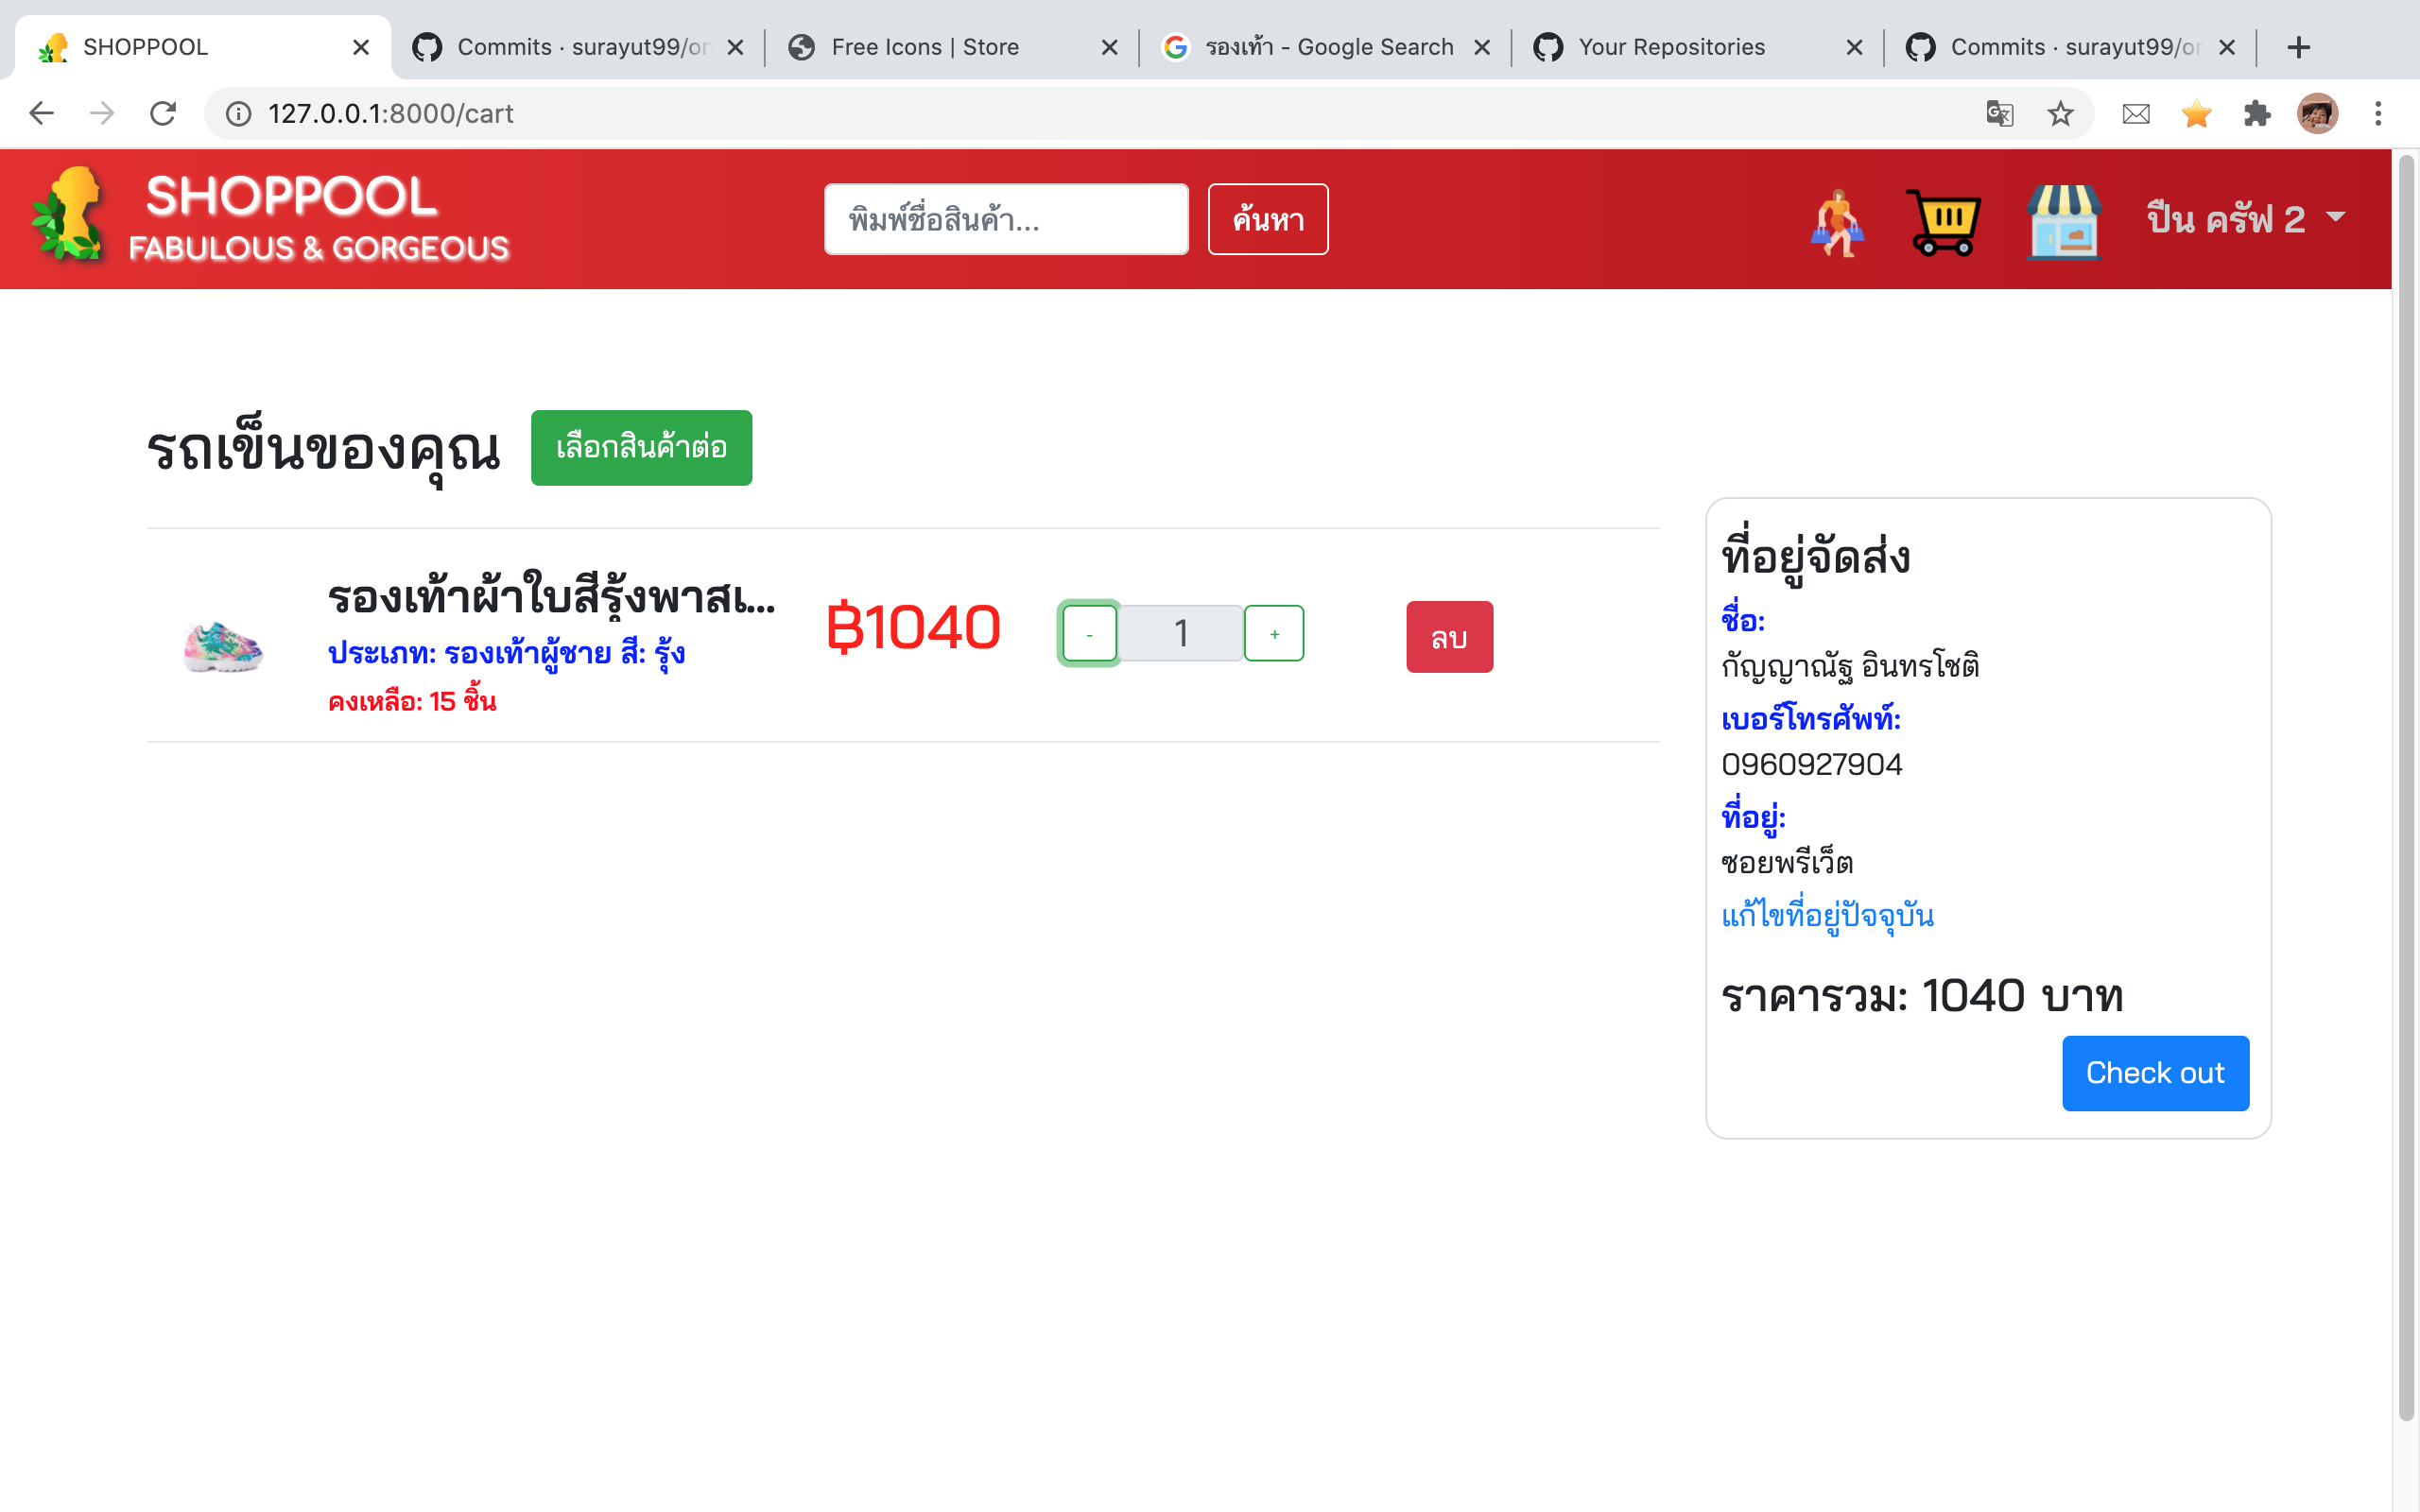 SHOPPOOL
Commits · surayut99/or
Free Icons | Store
รองเท้า - Google Search
Your Repositories
Commits · surayut99/or
127.0.0.1:8000/cart
SHOPPOOL
FABULOUS & GORGEOUS
พิมพ์ชื่อสินค้า...
ค้นหา
ปืน ครัฟ 2
รถเข็นของคุณ
เลือกสินค้าต่อ
รองเท้าผ้าใบสีรุ้งพาสเ...
ประเภท: รองเท้าผู้ชาย สี: รุ้ง
คงเหลือ: 15 ชิ้น
฿1040
-
1
+
ลบ
ที่อยู่จัดส่ง
ชื่อ:
กัญญาณัฐ อินทรโชติ
เบอร์โทรศัพท์:
0960927904
ที่อยู่:
ซอยพรีเว็ต
แก้ไขที่อยู่ปัจจุบัน
ราคารวม: 1040 บาท
Check out